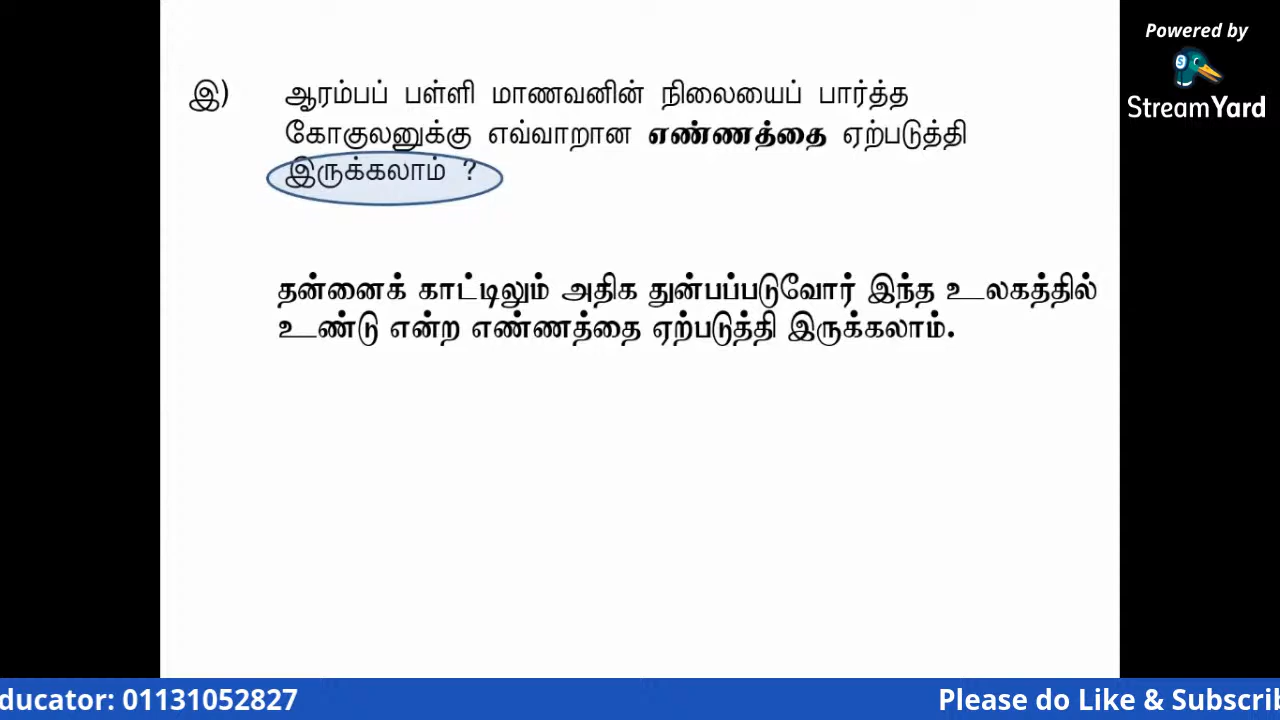 Powered by
StreamYard
இ) ஆரம்பப் பள்ளி மாணவனின் நிலையைப் பார்த்த
கோகுலனுக்கு எவ்வாறான எண்ணத்தை ஏற்படுத்தி
இருக்கலாம் ?
தன்னைக் காட்டிலும் அதிக துன்பப்படுவோர் இந்த உலகத்தில்
உண்டு என்ற எண்ணத்தை ஏற்படுத்தி இருக்கலாம்.
ducator: 01131052827 Please do Like & Subscrib